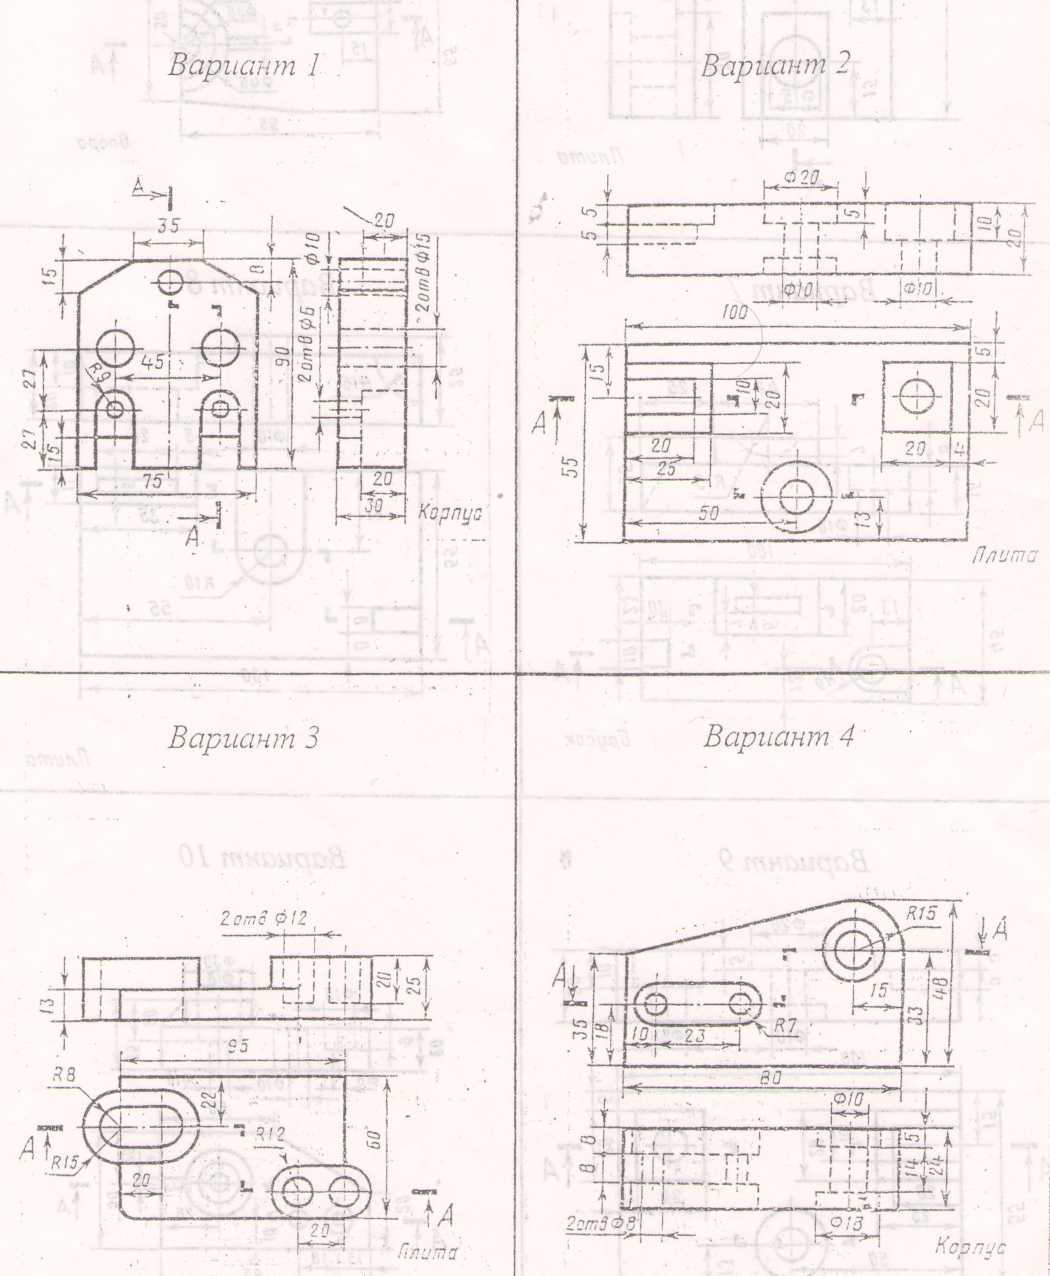 Вариант 1
А
35
20
Ф10
Ф15
2отв
15
8
27
R9
45
90
2отв Ф6
27
15
75
20
30
А
Корпус
Вариант 2
Ф20
5
5
5
10
20
Ф10
Ф10
100
5
15
10
20
20
А
А
20
20
4
55
25
50
13
Плита
Вариант 3
2отв Ф12
13
20
25
95
R8
22
60
R12
А
R15
20
А
20
Плита
Вариант 4
R15
А
А
15
35
18
33
48
10
23
R7
80
Ф10
8
8
5
14
24
2отв Ф8
Корпус